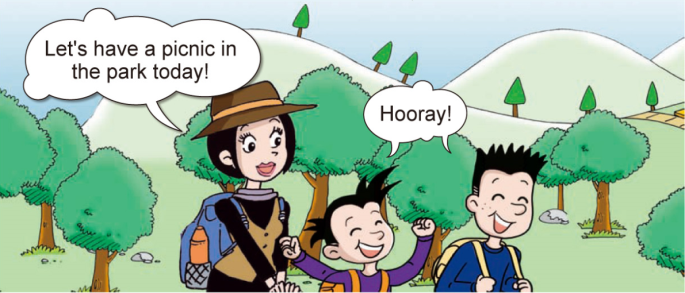 Let's have a picnic in
the park today!
Hooray!